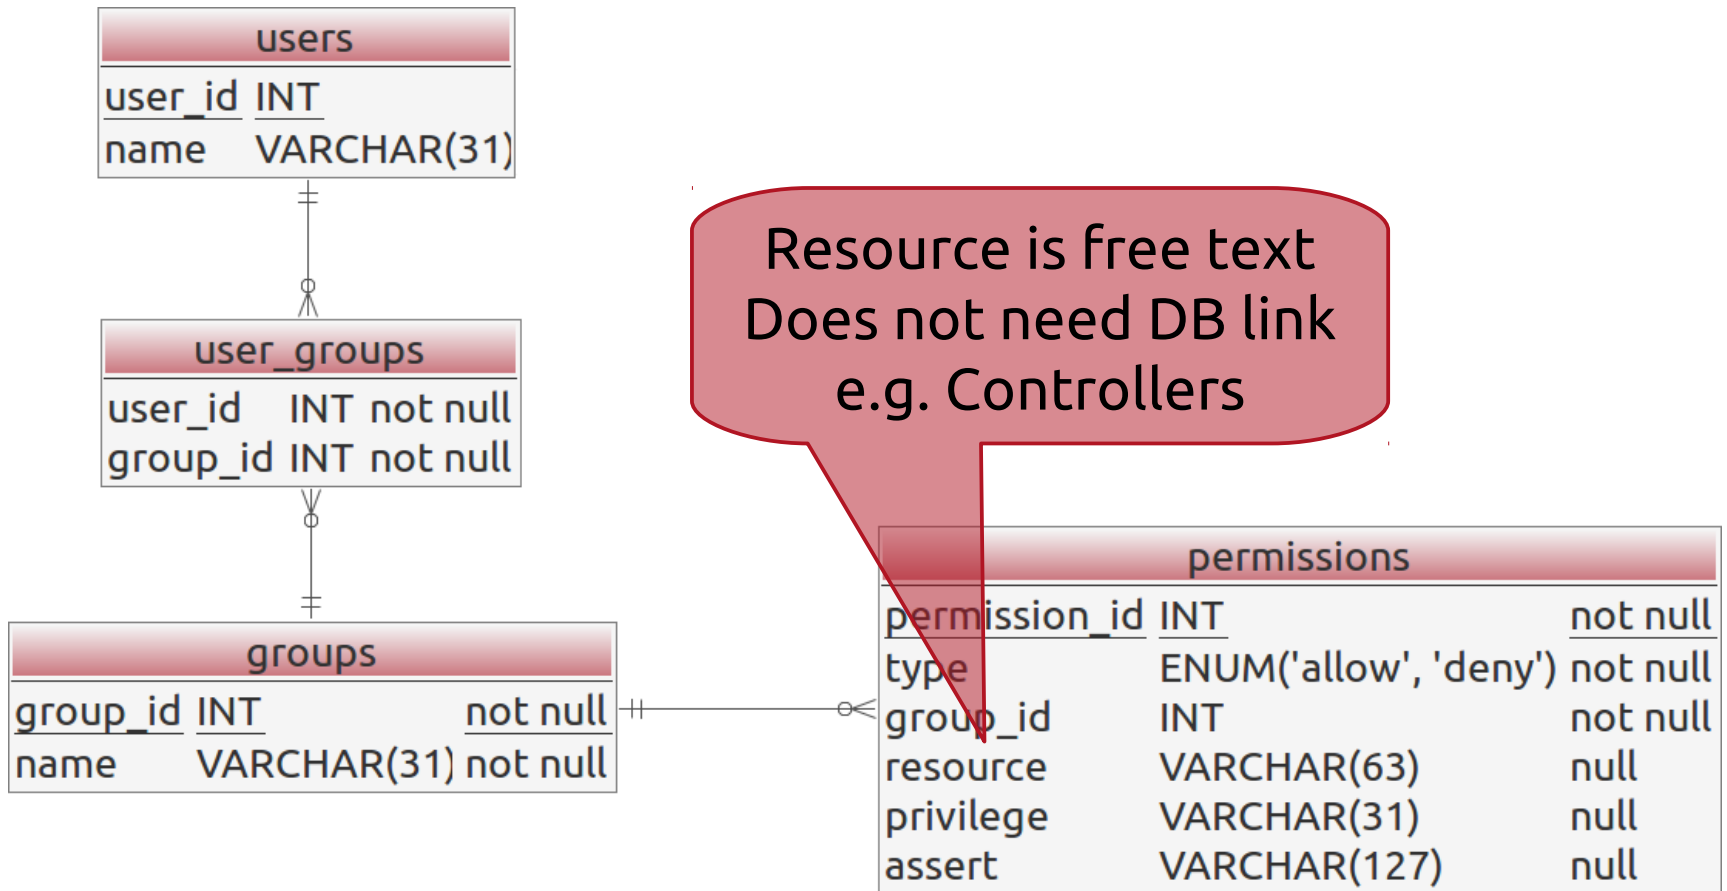 users
user_id INT
name VARCHAR(31)
user_groups
user_id INT not null
group_id INT not null
groups
group_id INT not null
name VARCHAR(31) not null
Resource is free text
Does not need DB link
e.g. Controllers
permissions
permission_id INT not null
type ENUM('allow', 'deny') not null
group_id INT not null
resource VARCHAR(63) null
privilege VARCHAR(31) null
assert VARCHAR(127) null